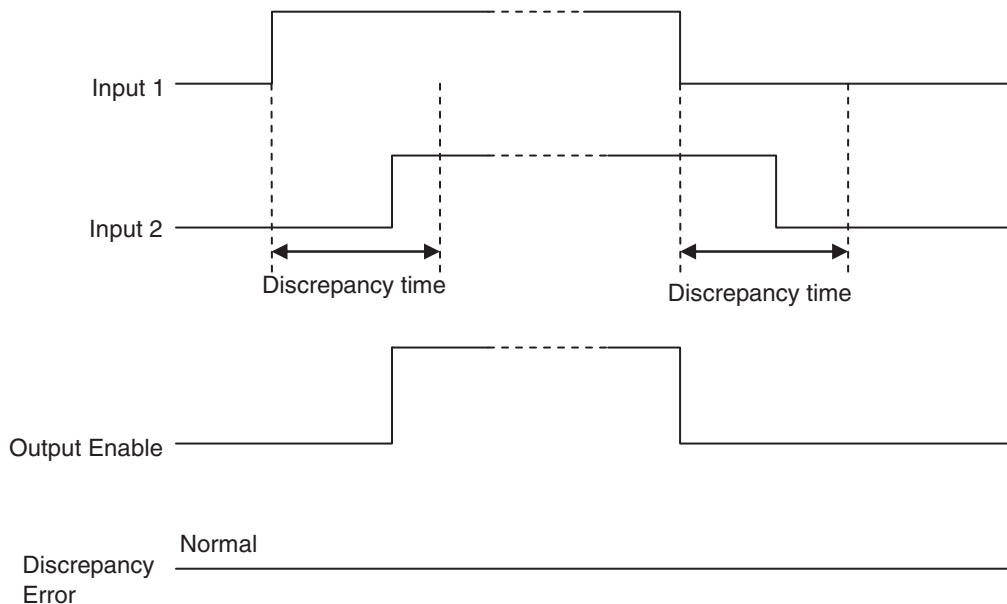 Input 1
Input 2
Discrepancy time
Discrepancy time
Output Enable
Normal
Discrepancy
Error